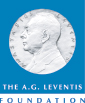 THE A.G. LEVENTIS
FOUNDATION